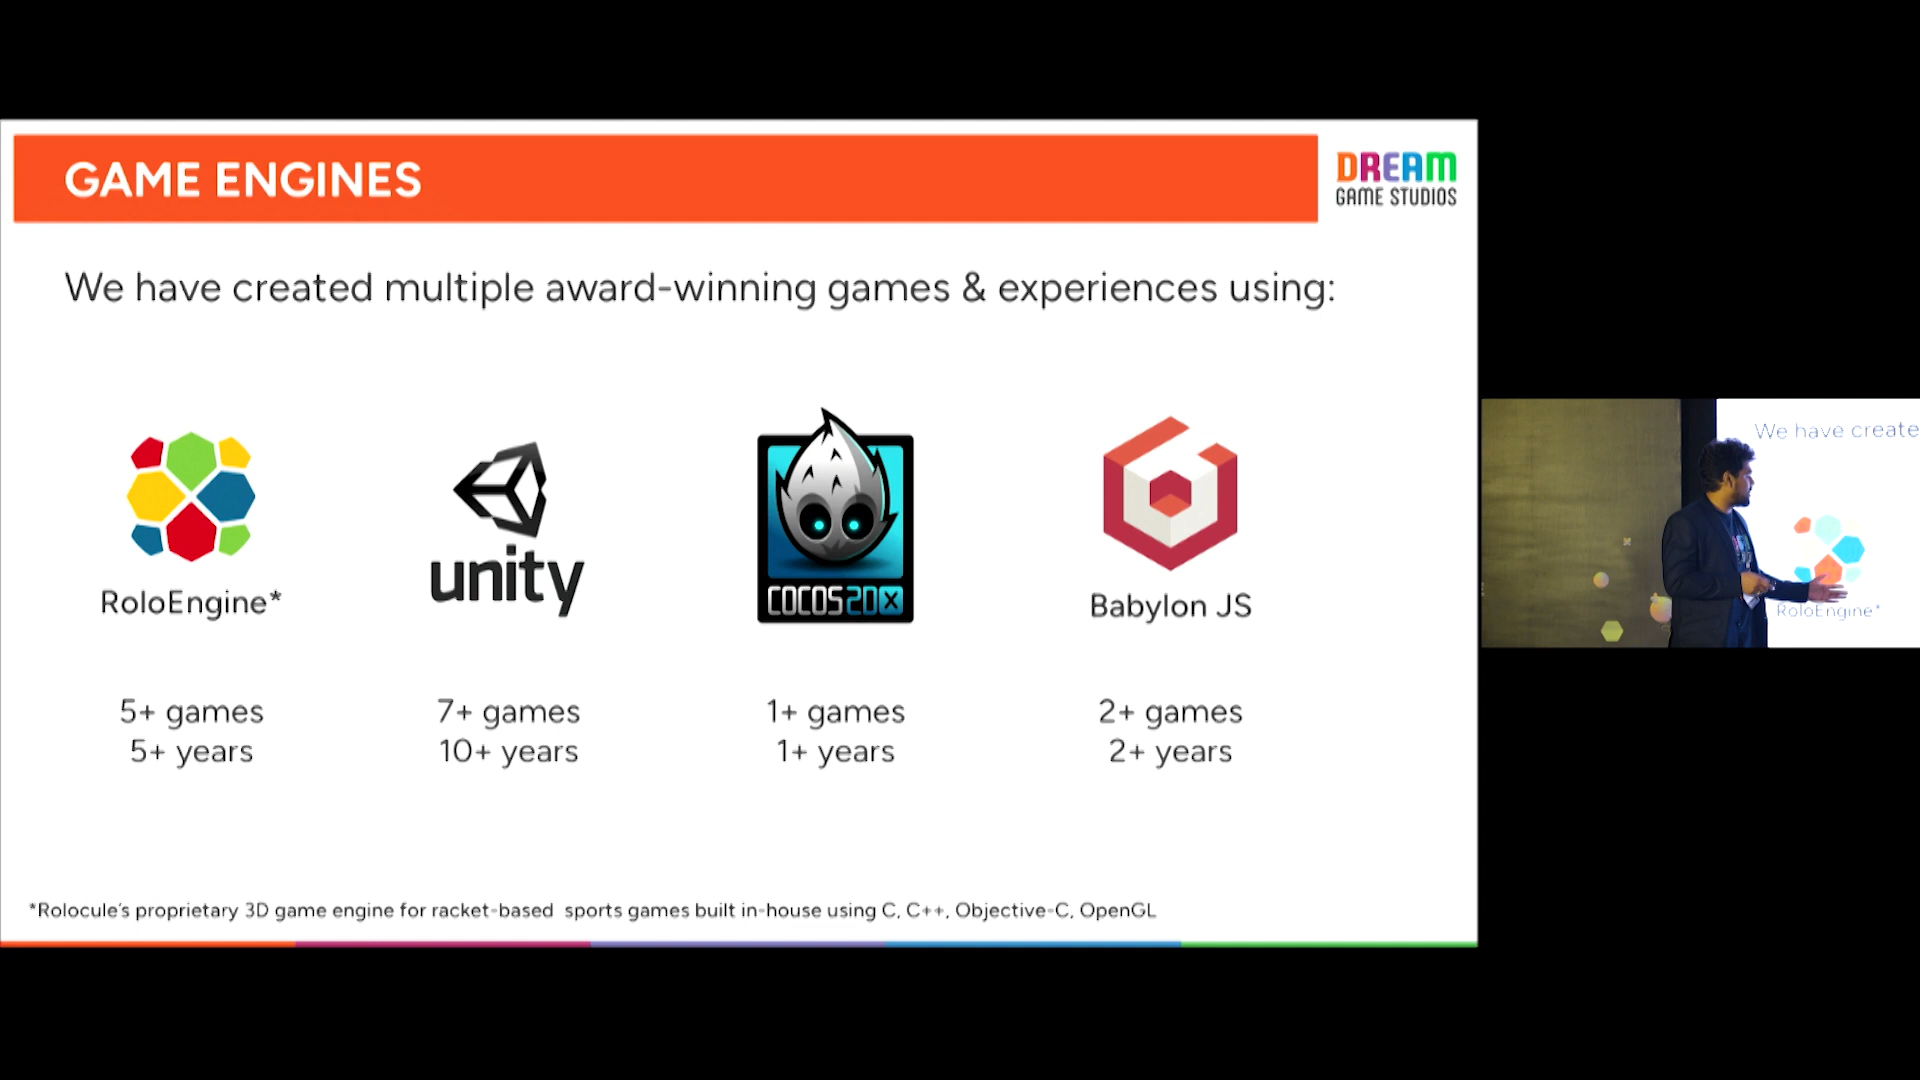 GAME ENGINES
DREAM
GAME STUDIOS
We have created multiple award-winning games & experiences using:
RoloEngine*
unity
COCOS2DX
Babylon JS
5+ games
5+ years
7+ games
10+ years
1+ games
1+ years
2+ games
2+ years
*Rolocule's proprietary 3D game engine for racket-based sports games built in-house using C, C++, Objective-C, OpenGL
We have create
RoloEngine*